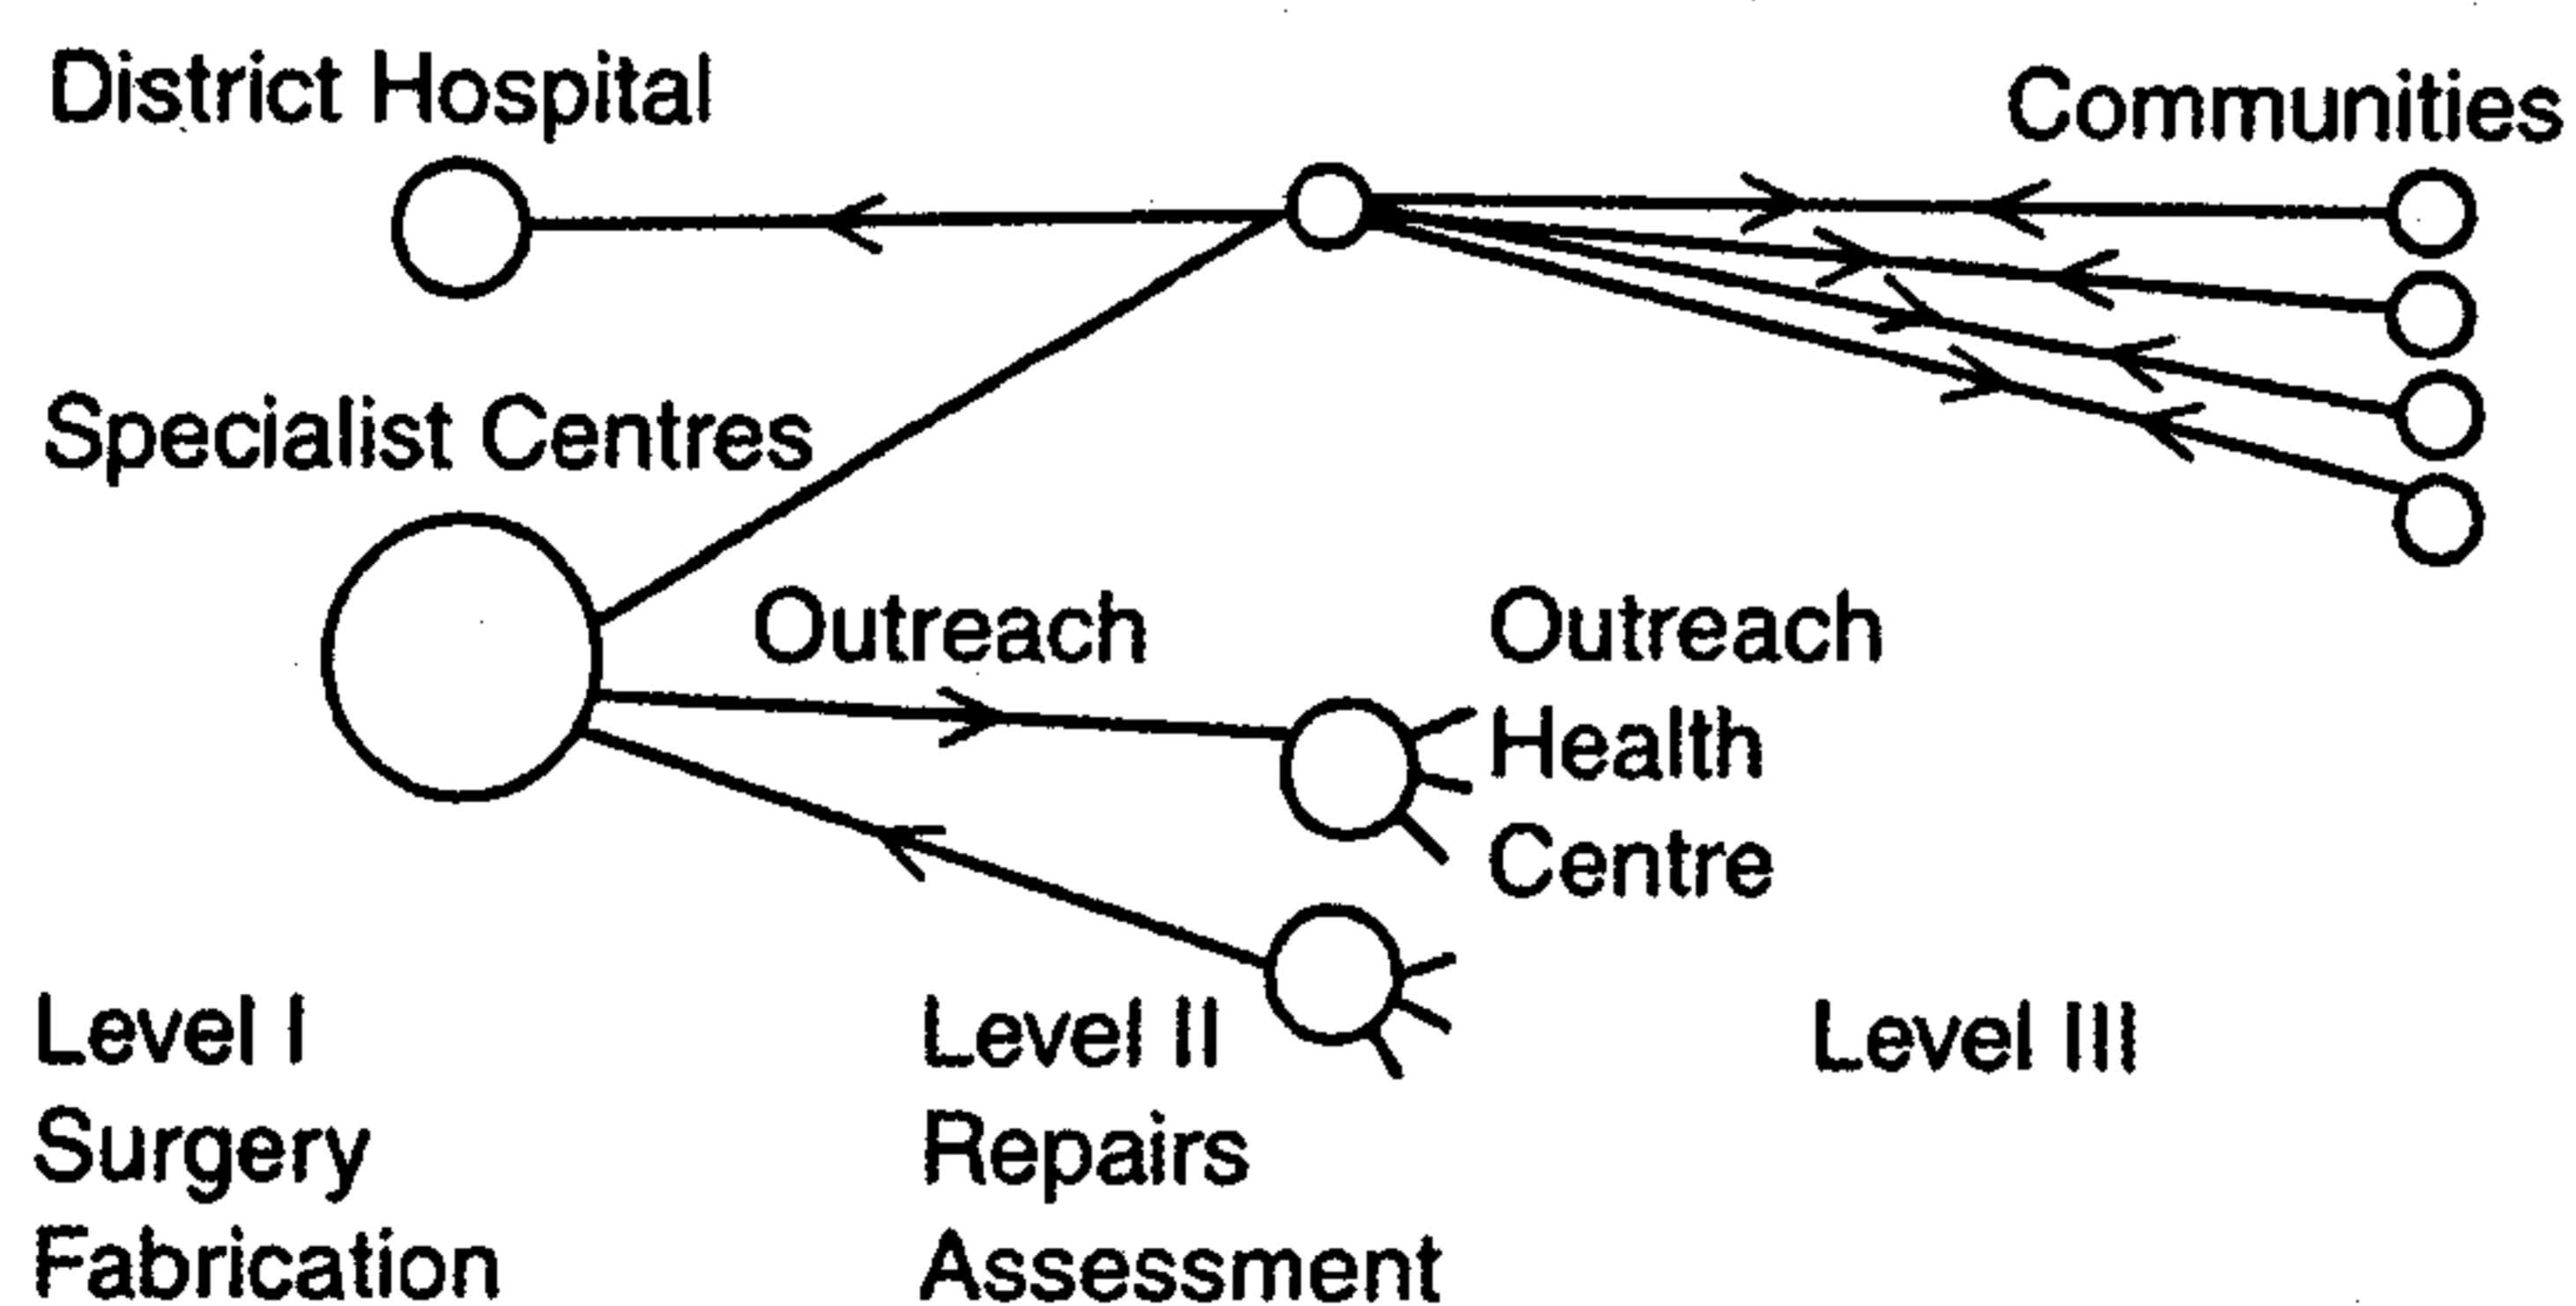 District Hospital
Communities
Specialist Centres
Outreach
Outreach
Health
Centre
Level I
Surgery
Fabrication
Level II
Repairs
Assessment
Level III